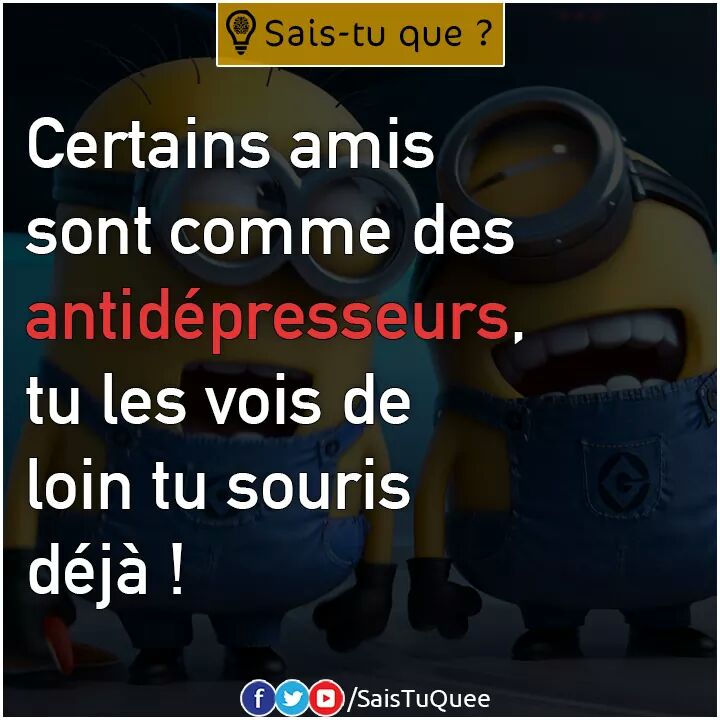 Sais-tu que ?
Certains amis
sont comme des
antidépresseurs,
tu les vois de
loin tu souris
déjà !
/SaisTuQuee